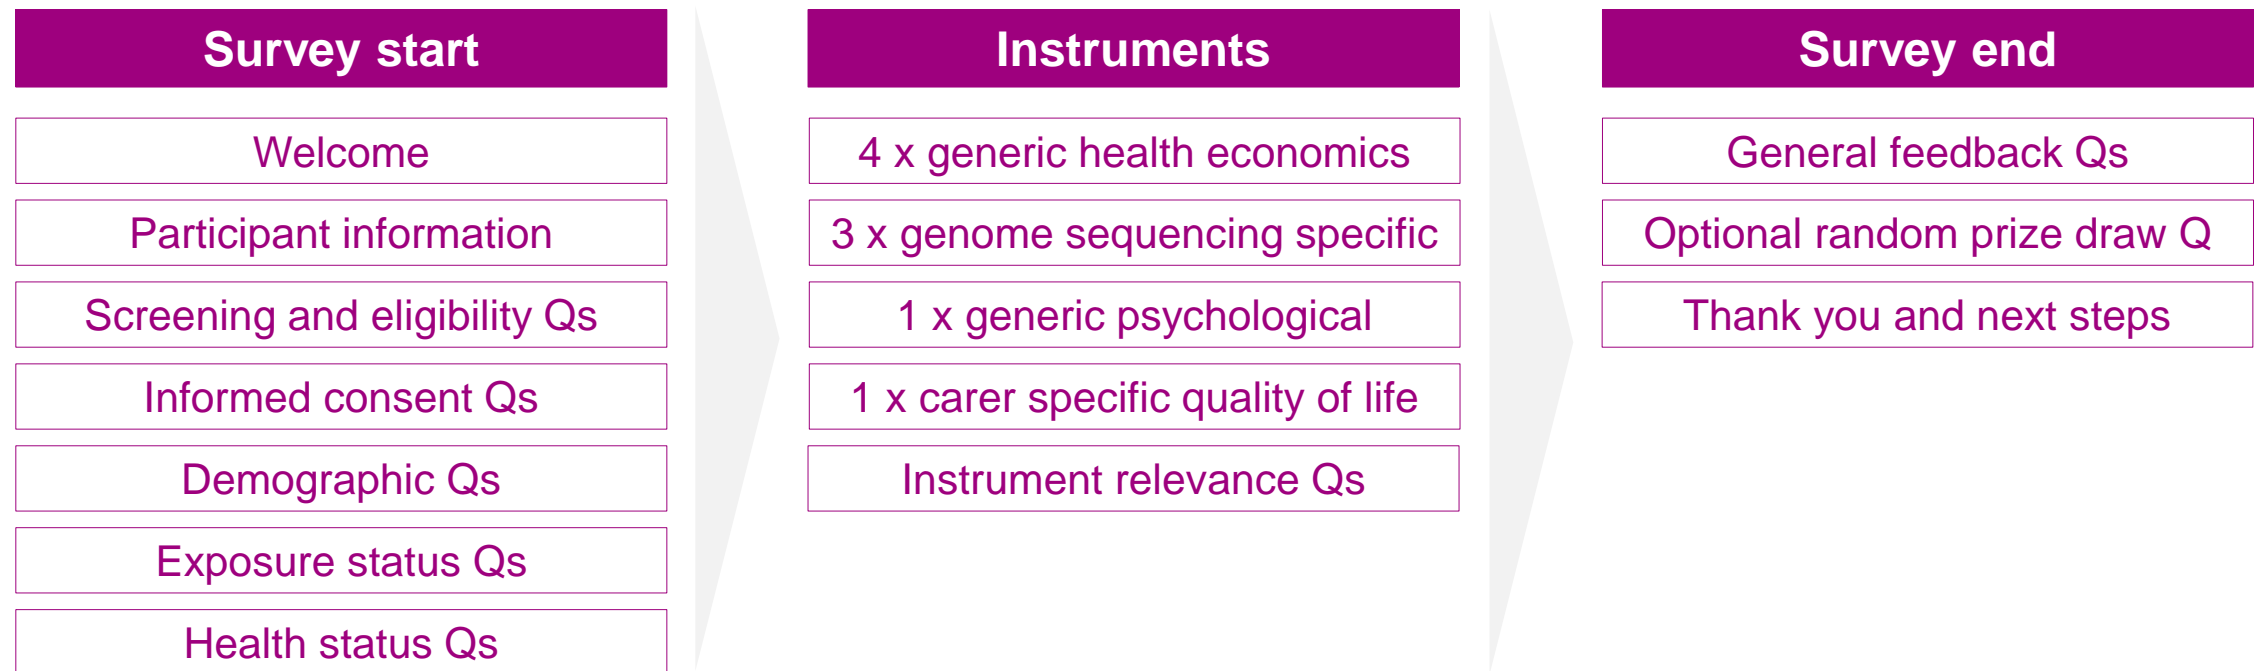 Survey start
Welcome
Participant information
Screening and eligibility Qs
Informed consent Qs
Demographic Qs
Exposure status Qs
Health status Qs
Instruments
4 x generic health economics
3 x genome sequencing specific
1 x generic psychological
1 x carer specific quality of life
Instrument relevance Qs
Survey end
General feedback Qs
Optional random prize draw Q
Thank you and next steps